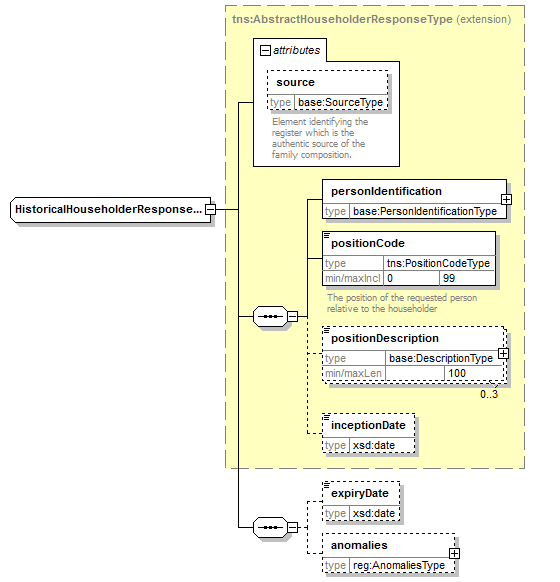 tns:AbstractHouseholderResponseType (extension)
attributes
source
type base:SourceType
Element identifying the
register which is the
authentic source of the
family composition.
HistoricalHouseholderResponse...
personIdentification
type base:PersonIdentificationType
positionCode
type tns:PositionCodeType
min/maxIncl 0 99
The position of the requested person
relative to the householder
positionDescription
type base:DescriptionType
min/maxLen 100
0..3
inceptionDate
type xsd:date
expiryDate
type xsd:date
anomalies
type reg:AnomaliesType